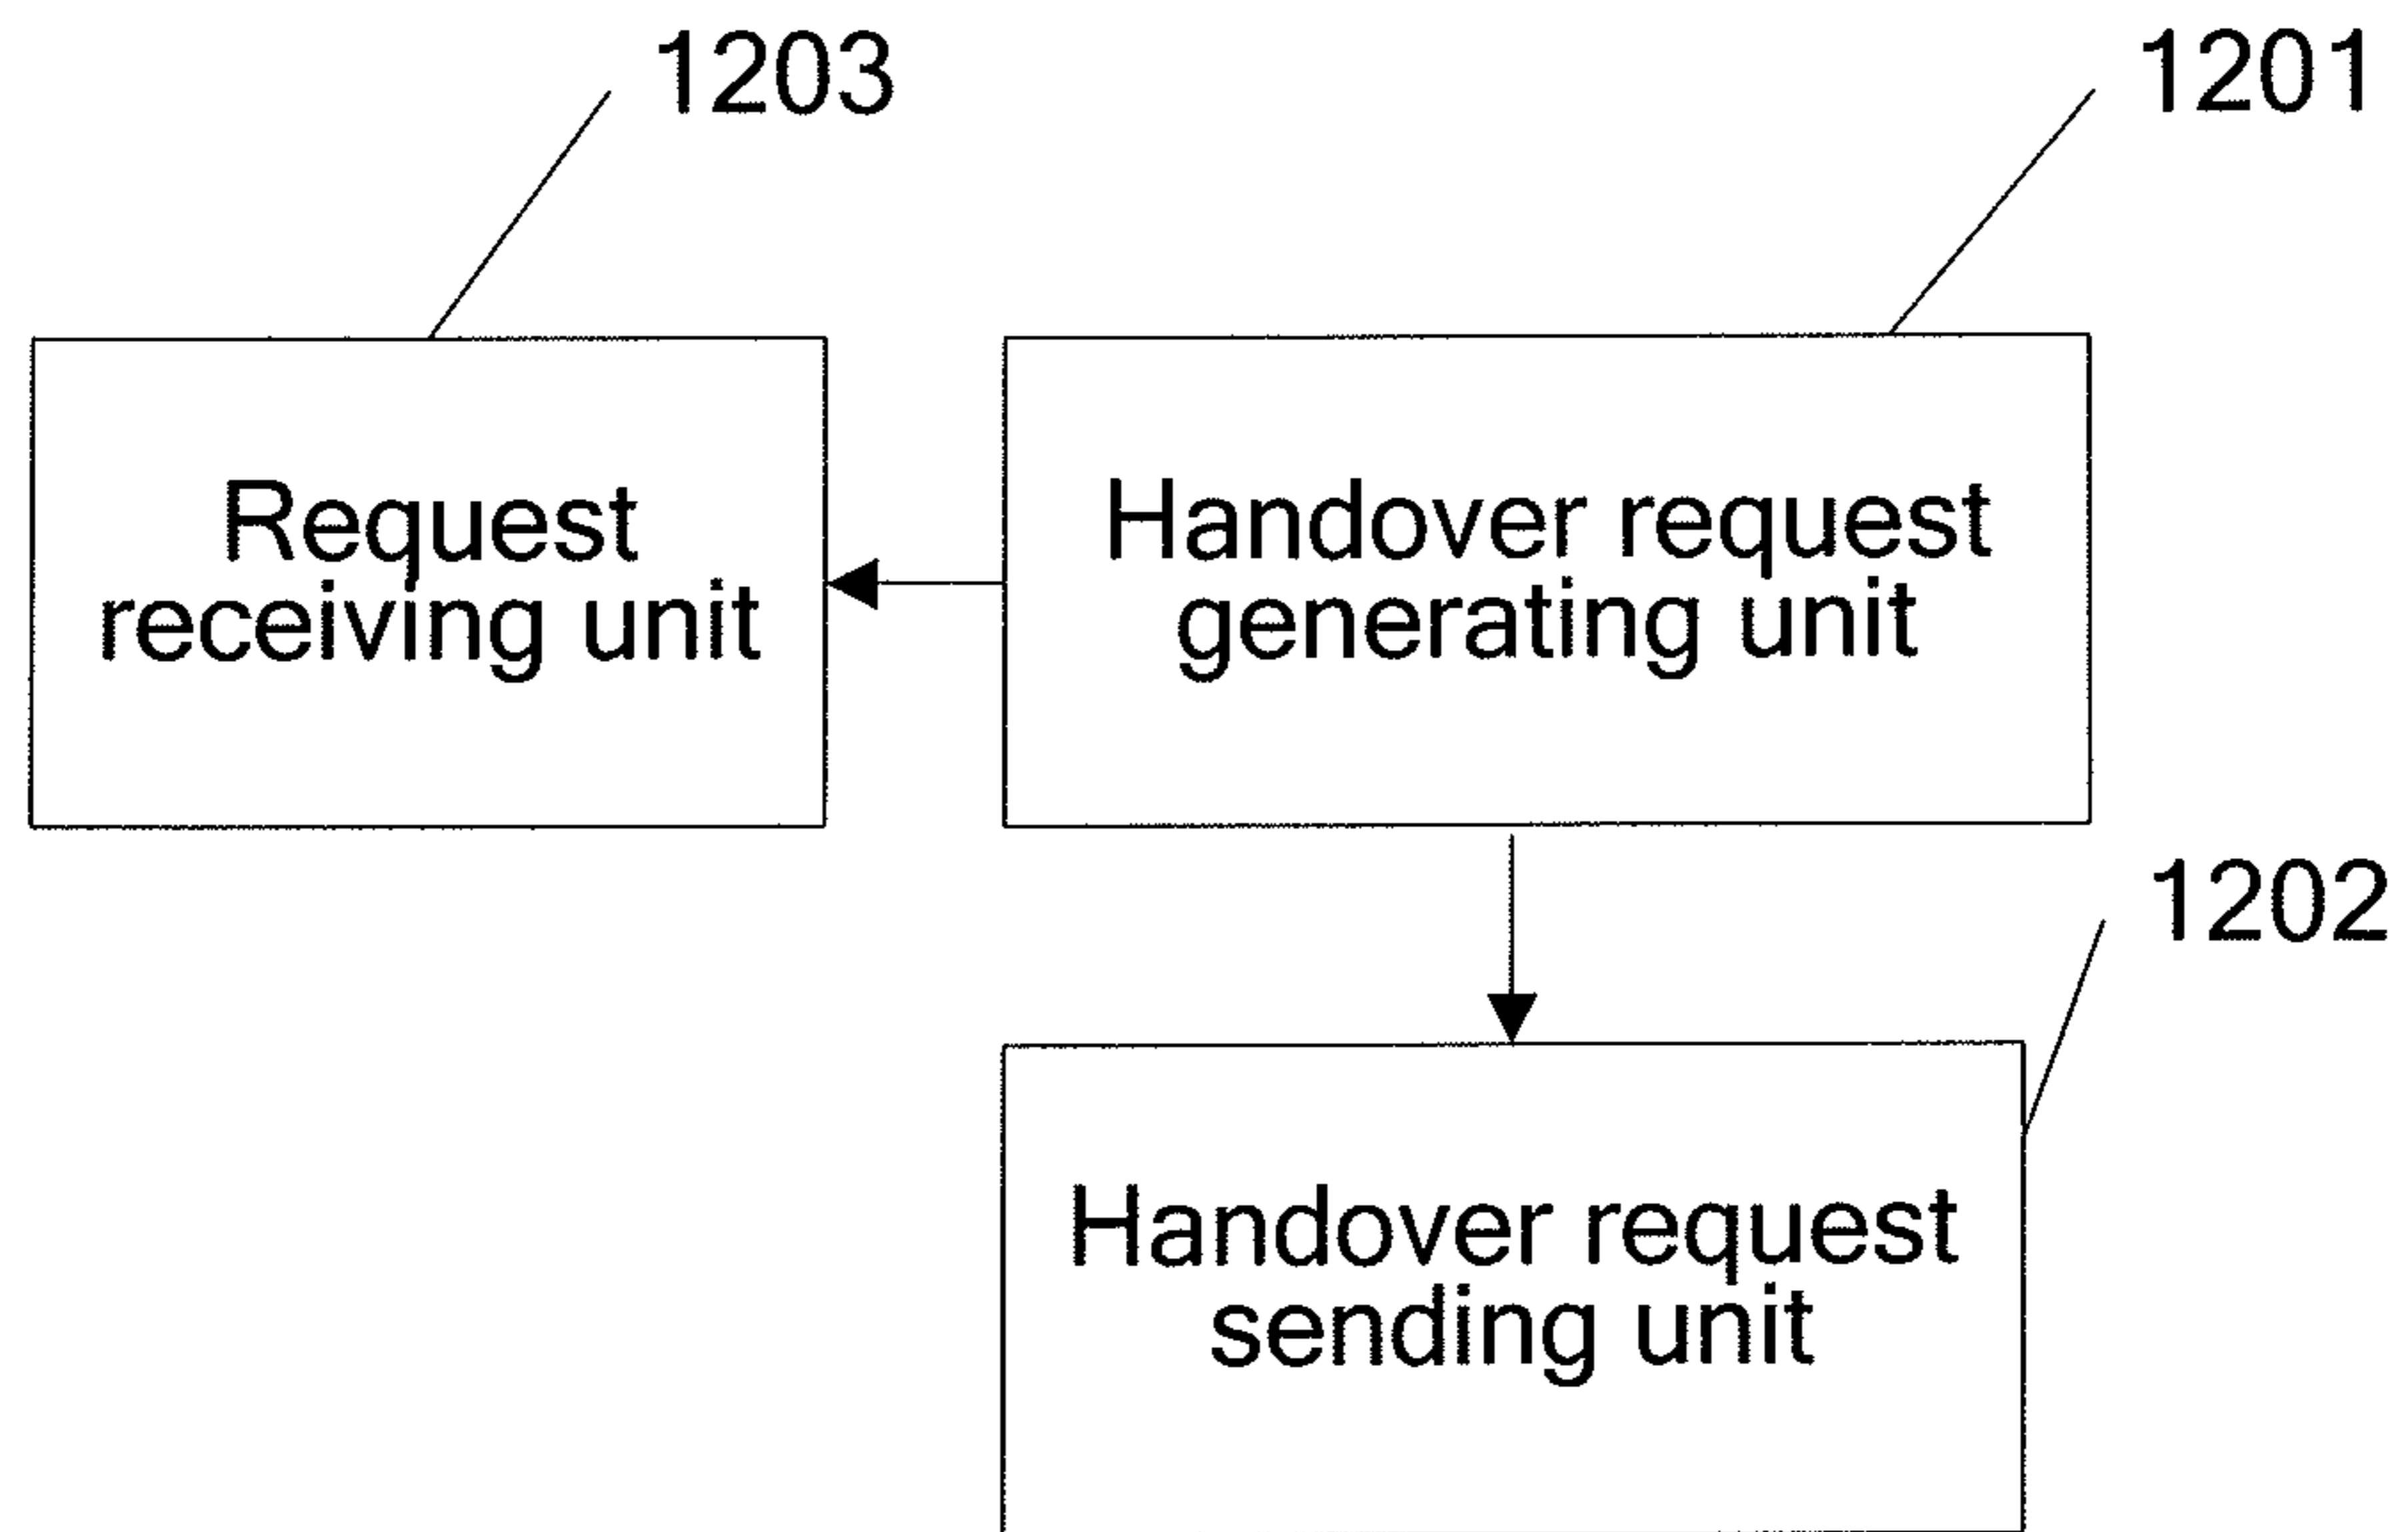 1203
1201
Request
receiving unit
Handover request
generating unit
1202
Handover request
sending unit